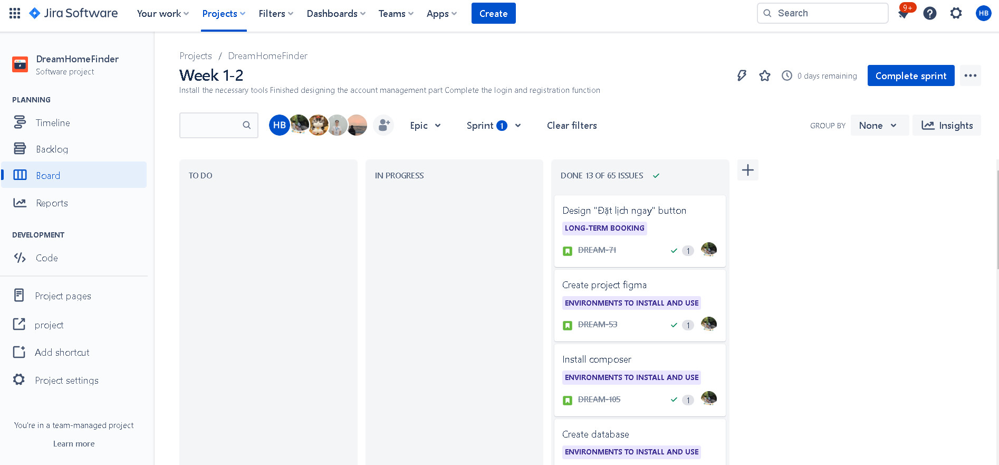 Jira Software
Your work
Projects
Filters
Dashboards
Teams
Apps
Create
Search
9+
HB
DreamHomeFinder
Software project
PLANNING
Timeline
Backlog
Board
Reports
DEVELOPMENT
Code
Project pages
project
Add shortcut
Project settings
You're in a team-managed project
Learn more
Projects / DreamHomeFinder
Week 1-2
0 days remaining
Complete sprint
Install the necessary tools Finished designing the account management part Complete the login and registration function
HB
Epic
Sprint 1
Clear filters
GROUP BY
None
Insights
TO DO
IN PROGRESS
DONE 13 OF 65 ISSUES
Design "Đặt lịch ngay" button
LONG-TERM BOOKING
DREAM-71
1
Create project figma
ENVIRONMENTS TO INSTALL AND USE
DREAM-53
1
Install composer
ENVIRONMENTS TO INSTALL AND USE
DREAM-105
1
Create database
ENVIRONMENTS TO INSTALL AND USE